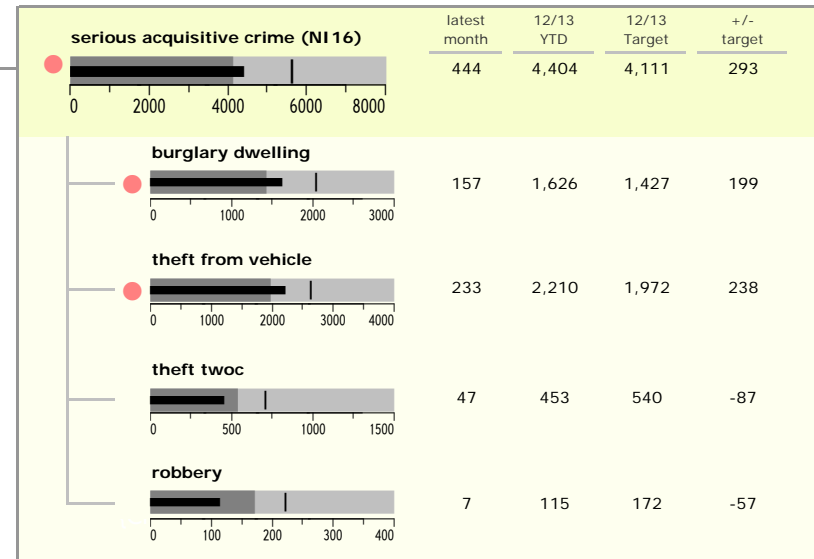 latest 12/13 12/13 +/-
serious acquisitive crime (NI16) month YTD Target target
444 4,404 4,111 293
0 2000 4000 6000 8000
burglary dwelling
157 1,626 1,427 199
0 1000 2000 3000
theft from vehicle
233 2,210 1,972 238
0 1000 2000 3000 4000
theft twoc
47 453 540 -87
0 500 1000 1500
robbery
7 115 172 -57
0 100 200 300 400